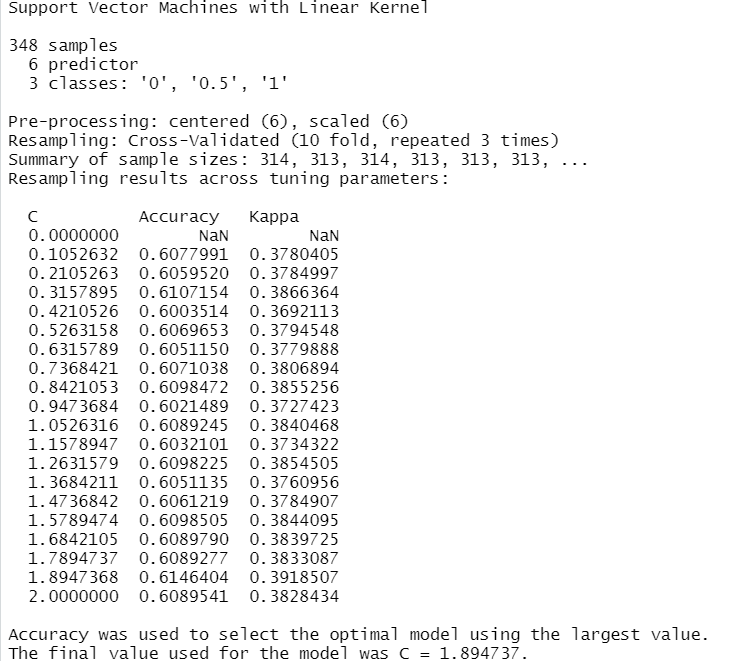 Support Vector Machines with Linear Kernel
348 samples
6 predictor
3 classes: '0', '0.5', '1'
Pre-processing: centered (6), scaled (6)
Resampling: Cross-Validated (10 fold, repeated 3 times)
Summary of sample sizes: 314, 313, 314, 313, 313, 313, ...
Resampling results across tuning parameters:
C Accuracy Kappa
0.0000000 NaN NaN
0.1052632 0.6077991 0.3780405
0.2105263 0.6059520 0.3784997
0.3157895 0.6107154 0.3866364
0.4210526 0.6003514 0.3692113
0.5263158 0.6069653 0.3794548
0.6315789 0.6051150 0.3779888
0.7368421 0.6071038 0.3806894
0.8421053 0.6098472 0.3855256
0.9473684 0.6021489 0.3727423
1.0526316 0.6089245 0.3840468
1.1578947 0.6032101 0.3734322
1.2631579 0.6098225 0.3854505
1.3684211 0.6051135 0.3760956
1.4736842 0.6061219 0.3784907
1.5789474 0.6098505 0.3844095
1.6842105 0.6089790 0.3839725
1.7894737 0.6089277 0.3833087
1.8947368 0.6146404 0.3918507
2.0000000 0.6089541 0.3828434
Accuracy was used to select the optimal model using the largest value.
The final value used for the model was C = 1.894737.